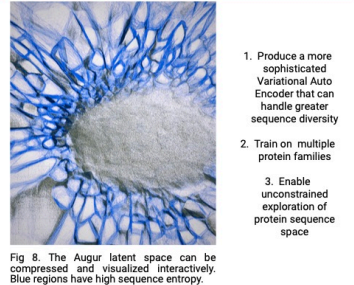 1. Produce a more
sophisticated
Variational Auto
Encoder that can
handle greater
sequence diversity
2. Train on multiple
protein families
3. Enable
unconstrained
exploration of
protein sequence
space
Fig 8. The Augur latent space can be
compressed and visualized interactively.
Blue regions have high sequence entropy.